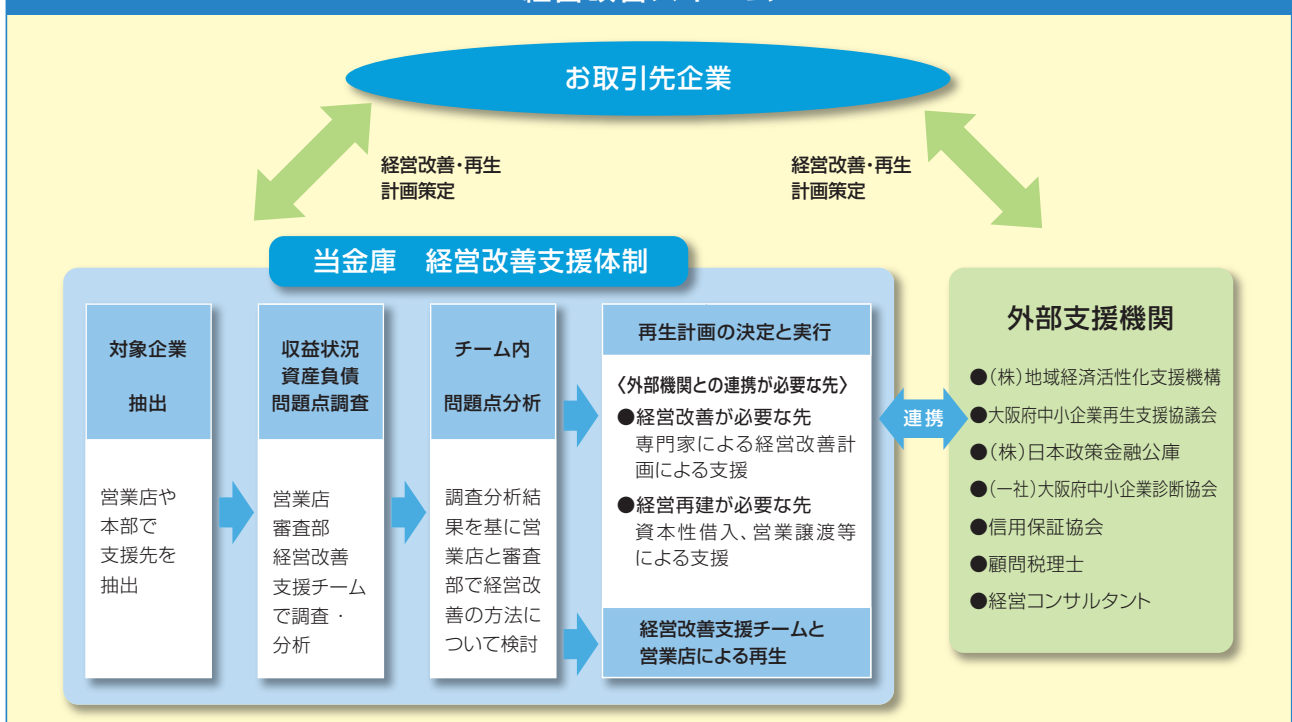 お取引先企業
経営改善・再生
計画策定
経営改善・再生
計画策定
当金庫　経営改善支援体制
対象企業
抽出
営業店や
本部で
支援先を
抽出
収益状況
資産負債
問題点調査
営業店
審査部
経営改善
支援チーム
で調査・
分析
チーム内
問題点分析
調査分析結
果を基に営
業店と審査
部で経営改
善の方法に
ついて検討
再生計画の決定と実行
〈外部機関との連携が必要な先〉
●経営改善が必要な先
専門家による経営改善計
画による支援
●経営再建が必要な先
資本性借入、営業譲渡等
による支援
経営改善支援チームと
営業店による再生
連携
外部支援機関
●(株)地域経済活性化支援機構
●大阪府中小企業再生支援協議会
●(株)日本政策金融公庫
●(一社)大阪府中小企業診断協会
●信用保証協会
●顧問税理士
●経営コンサルタント